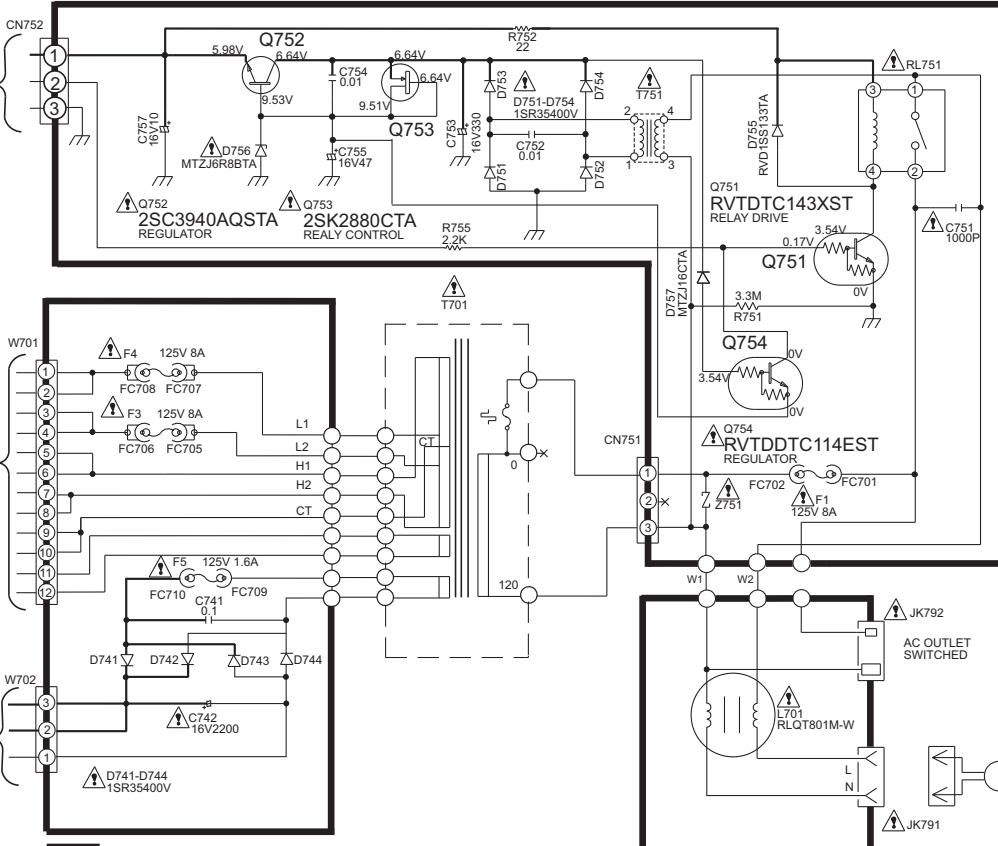 CN752
1
2
3
C757
16V10
5.98V
Q752
6.64V
9.53V
D756
MTZJ6R8BTA
C754
0.01
C755
16V47
6.64V
6.64V
9.51V
Q753
C753
16V330
R752
22
D753
D754
D751-D754
1SR35400V
C752
0.01
D751
D752
T751
2
4
1
3
D755
RVD1SS133TA
RL751
3
1
4
2
Q752
2SC3940AQSTA
REGULATOR
Q753
2SK2880CTA
REALY CONTROL
R755
2.2K
Q751
RVTDTC143XST
RELAY DRIVE
3.54V
0.17V
Q751
0V
C751
1000P
D757
MTZJ16CTA
3.3M
R751
Q754
0V
3.54V
0V
Q754
RVTDDTC114EST
REGULATOR
T701
W701
1
2
3
4
5
6
7
8
9
10
11
12
F4
125V 8A
FC708
FC707
F3
125V 8A
FC706
FC705
L1
L2
H1
H2
CT
CT
0
120
F5
125V 1.6A
FC710
FC709
C741
0.1
D741
D742
D743
D744
W702
3
2
1
C742
16V2200
D741-D744
1SR35400V
CN751
1
2
3
Z751
FC702
FC701
F1
125V 8A
W1
W2
JK792
AC OUTLET
SWITCHED
L701
RLQT801M-W
L
N
JK791